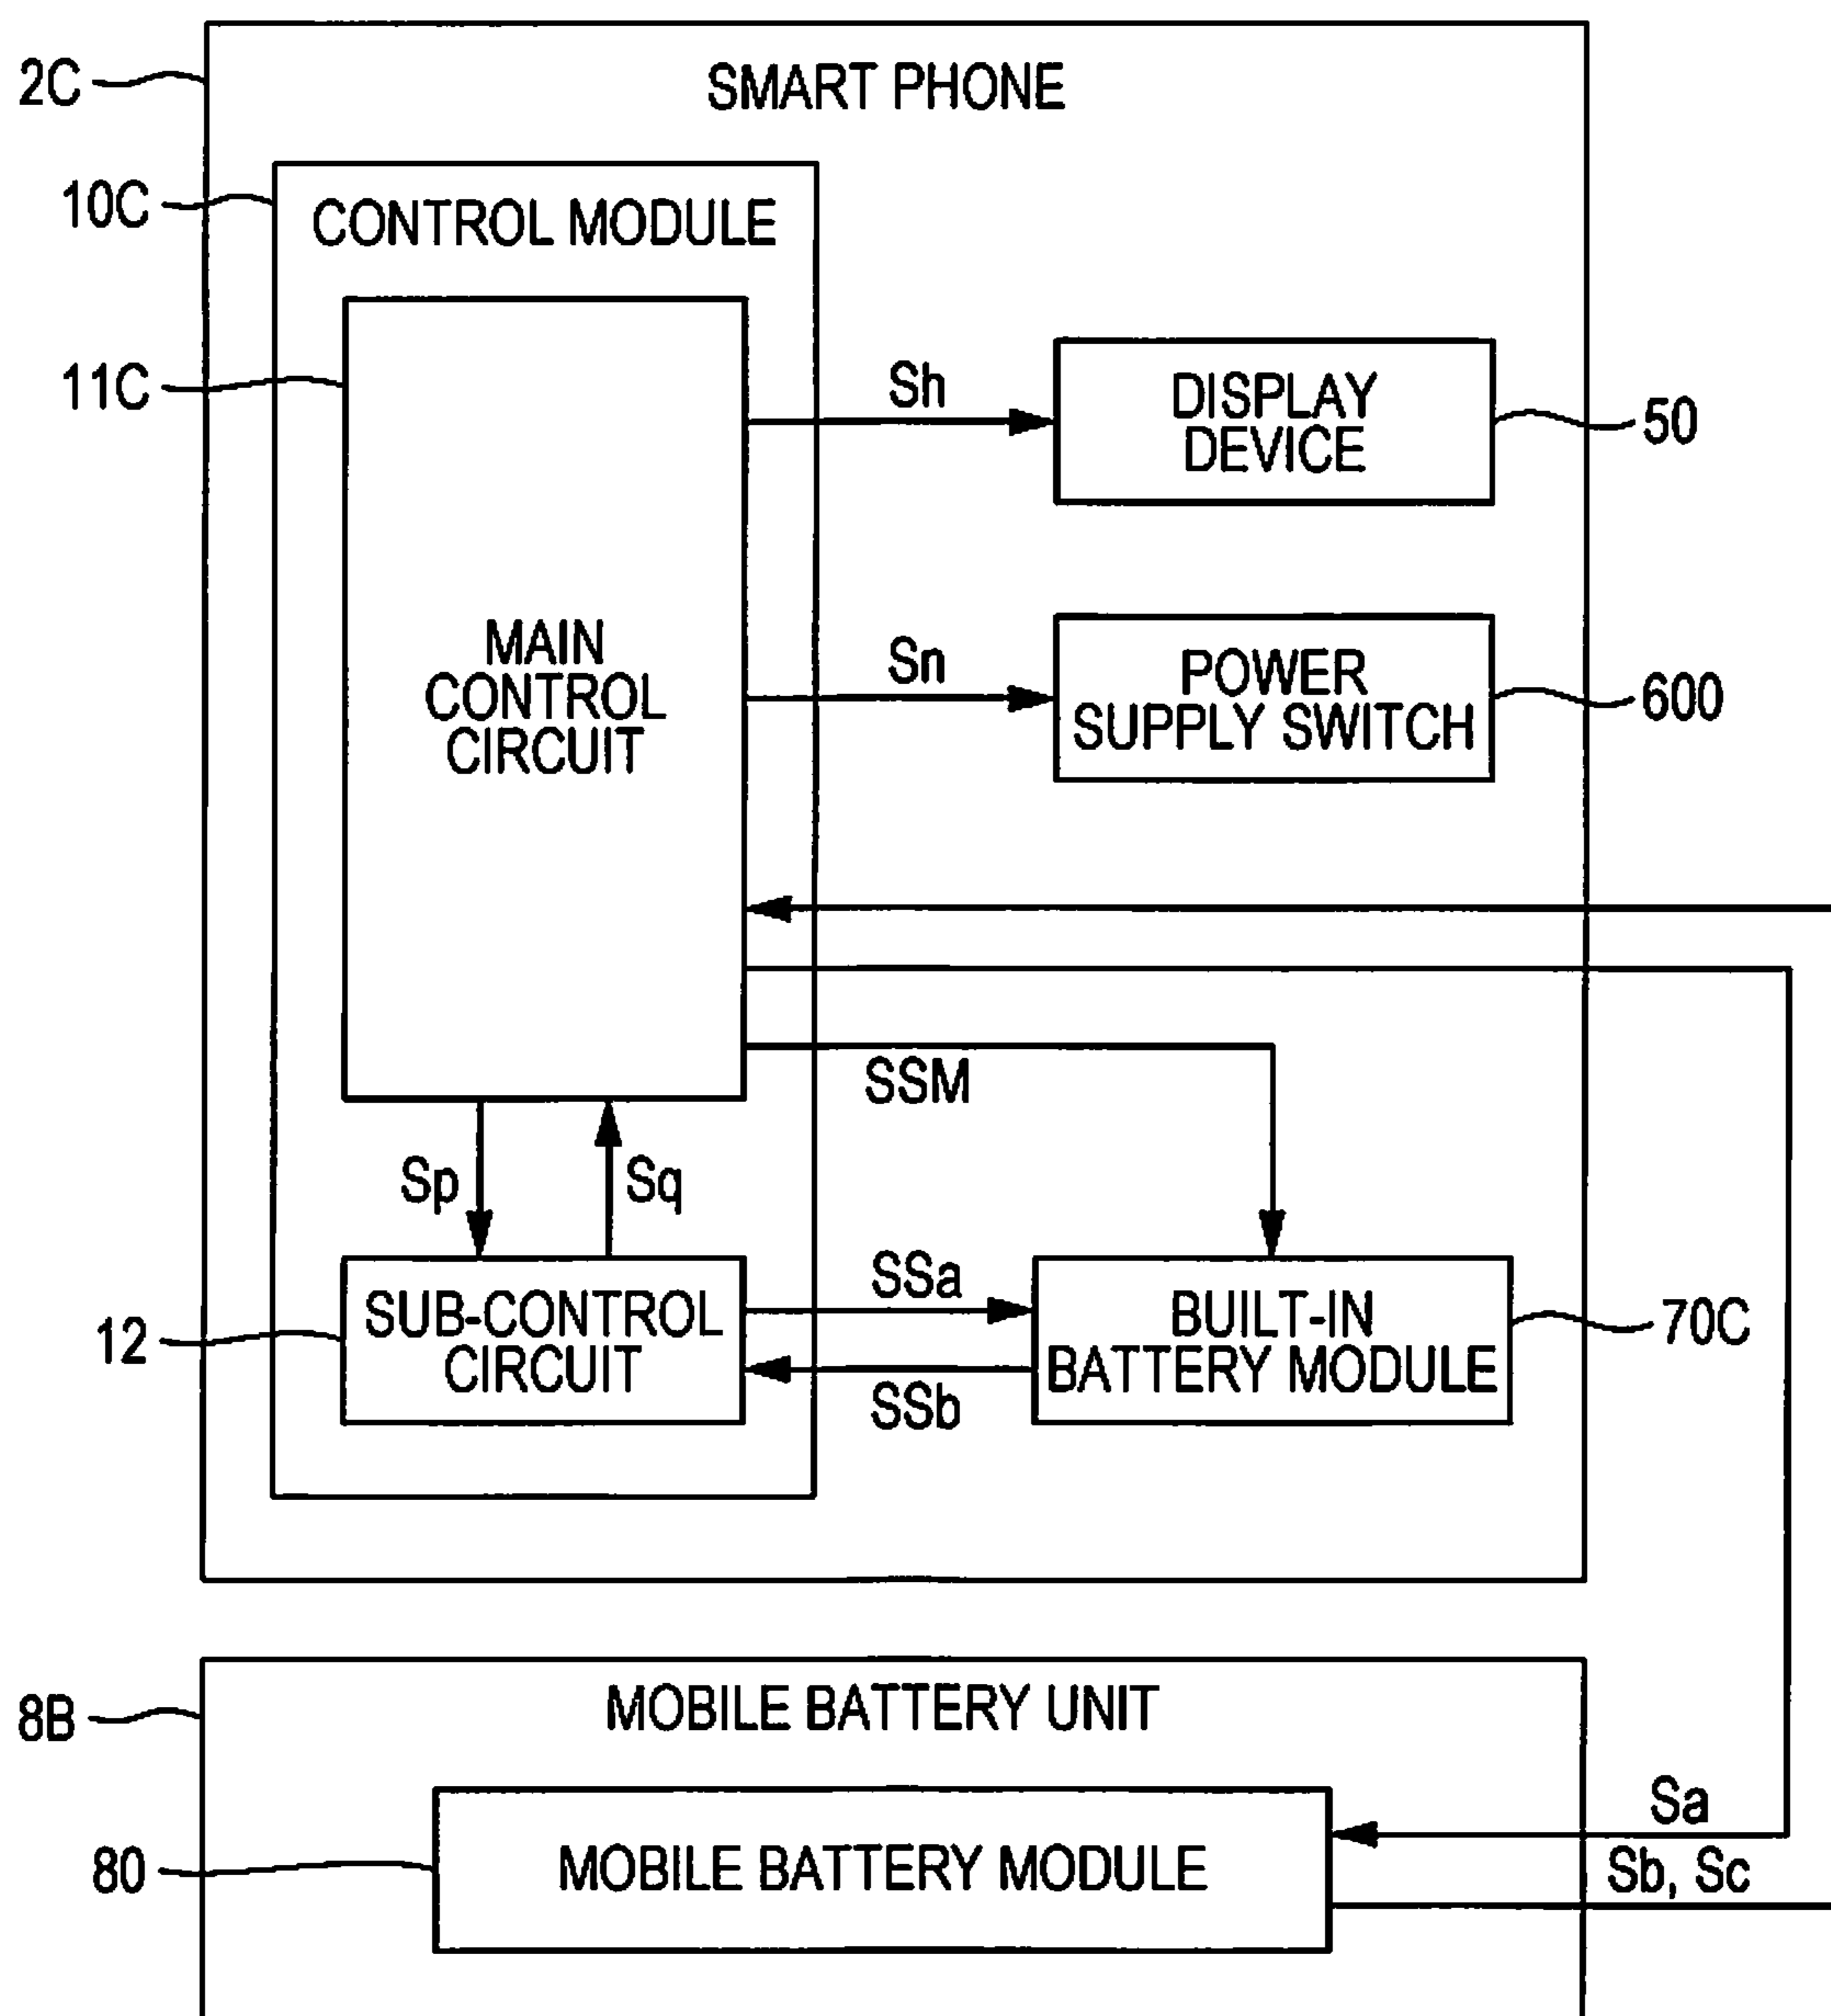 2C
SMART PHONE
10C
CONTROL MODULE
11C
Sh
DISPLAY
DEVICE
50
MAIN
CONTROL
CIRCUIT
Sn
POWER
SUPPLY SWITCH
600
SSM
Sp
Sq
12
SUB-CONTROL
CIRCUIT
SSa
SSb
BUILT-IN
BATTERY MODULE
70C
8B
MOBILE BATTERY UNIT
80
MOBILE BATTERY MODULE
Sa
Sb, Sc